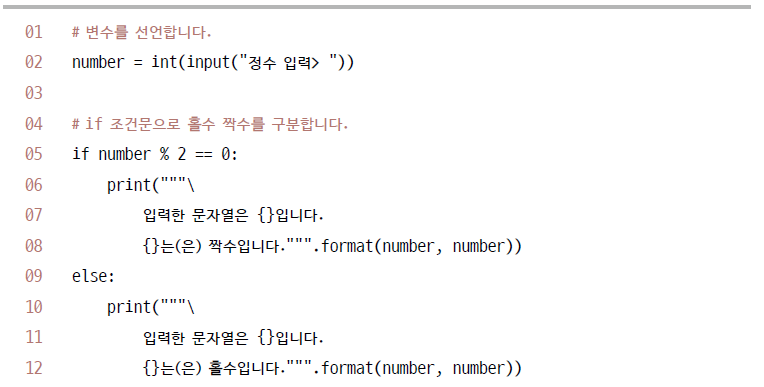 01 # 변수를 선언합니다.
02 number = int(input("정수 입력> "))
03
04 # if 조건문으로 홀수 짝수를 구분합니다.
05 if number % 2 == 0:
06     print("""\
07         입력한 문자열은 {}입니다.
08         {}는(은) 짝수입니다.""".format(number, number))
09 else:
10     print("""\
11         입력한 문자열은 {}입니다.
12         {}는(은) 홀수입니다.""".format(number, number))